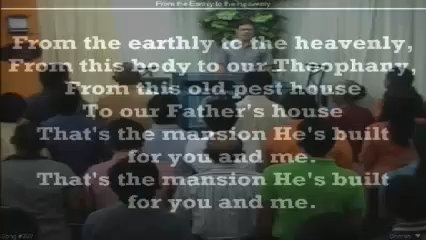 From the Earthly to the Heavenly
From the earthly to the heavenly,
From this body to our Theophany,
From this old pest house
To our Father's house
That's the mansion He's built
for you and me.
That's the mansion He's built
for you and me.